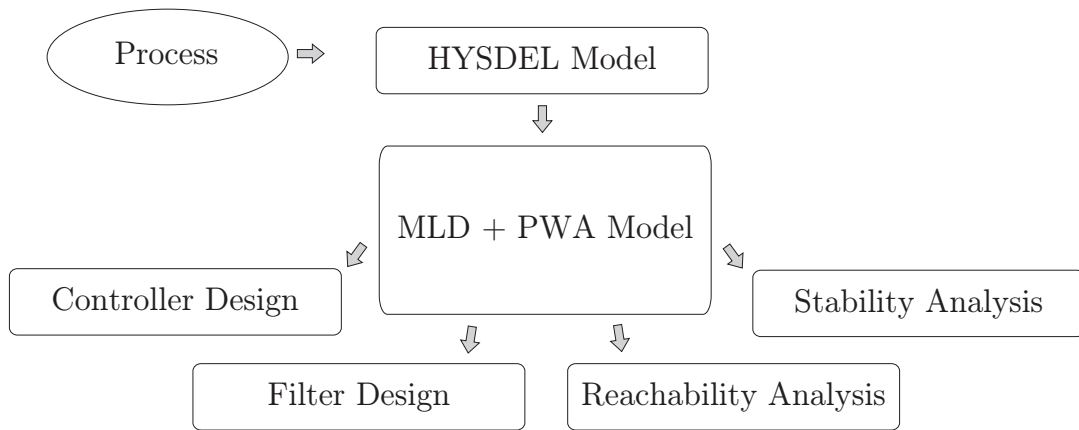 Process
HYSDEL Model
MLD + PWA Model
Controller Design
Stability Analysis
Filter Design
Reachability Analysis